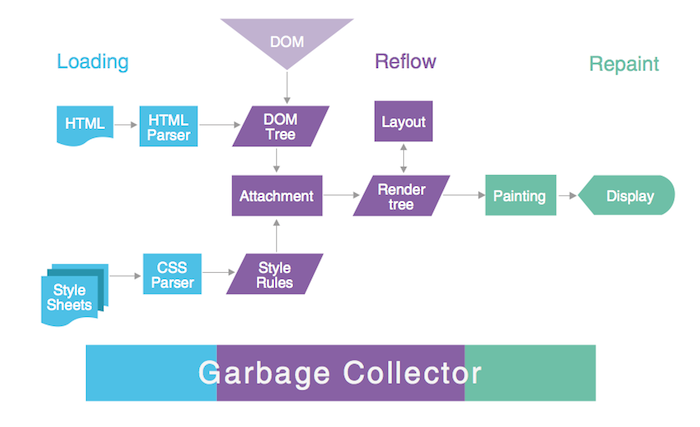 DOM
Loading
Reflow
Repaint
HTML
HTML
Parser
DOM
Tree
Layout
Attachment
Render
tree
Painting
Display
Style
Sheets
CSS
Parser
Style
Rules
Garbage Collector